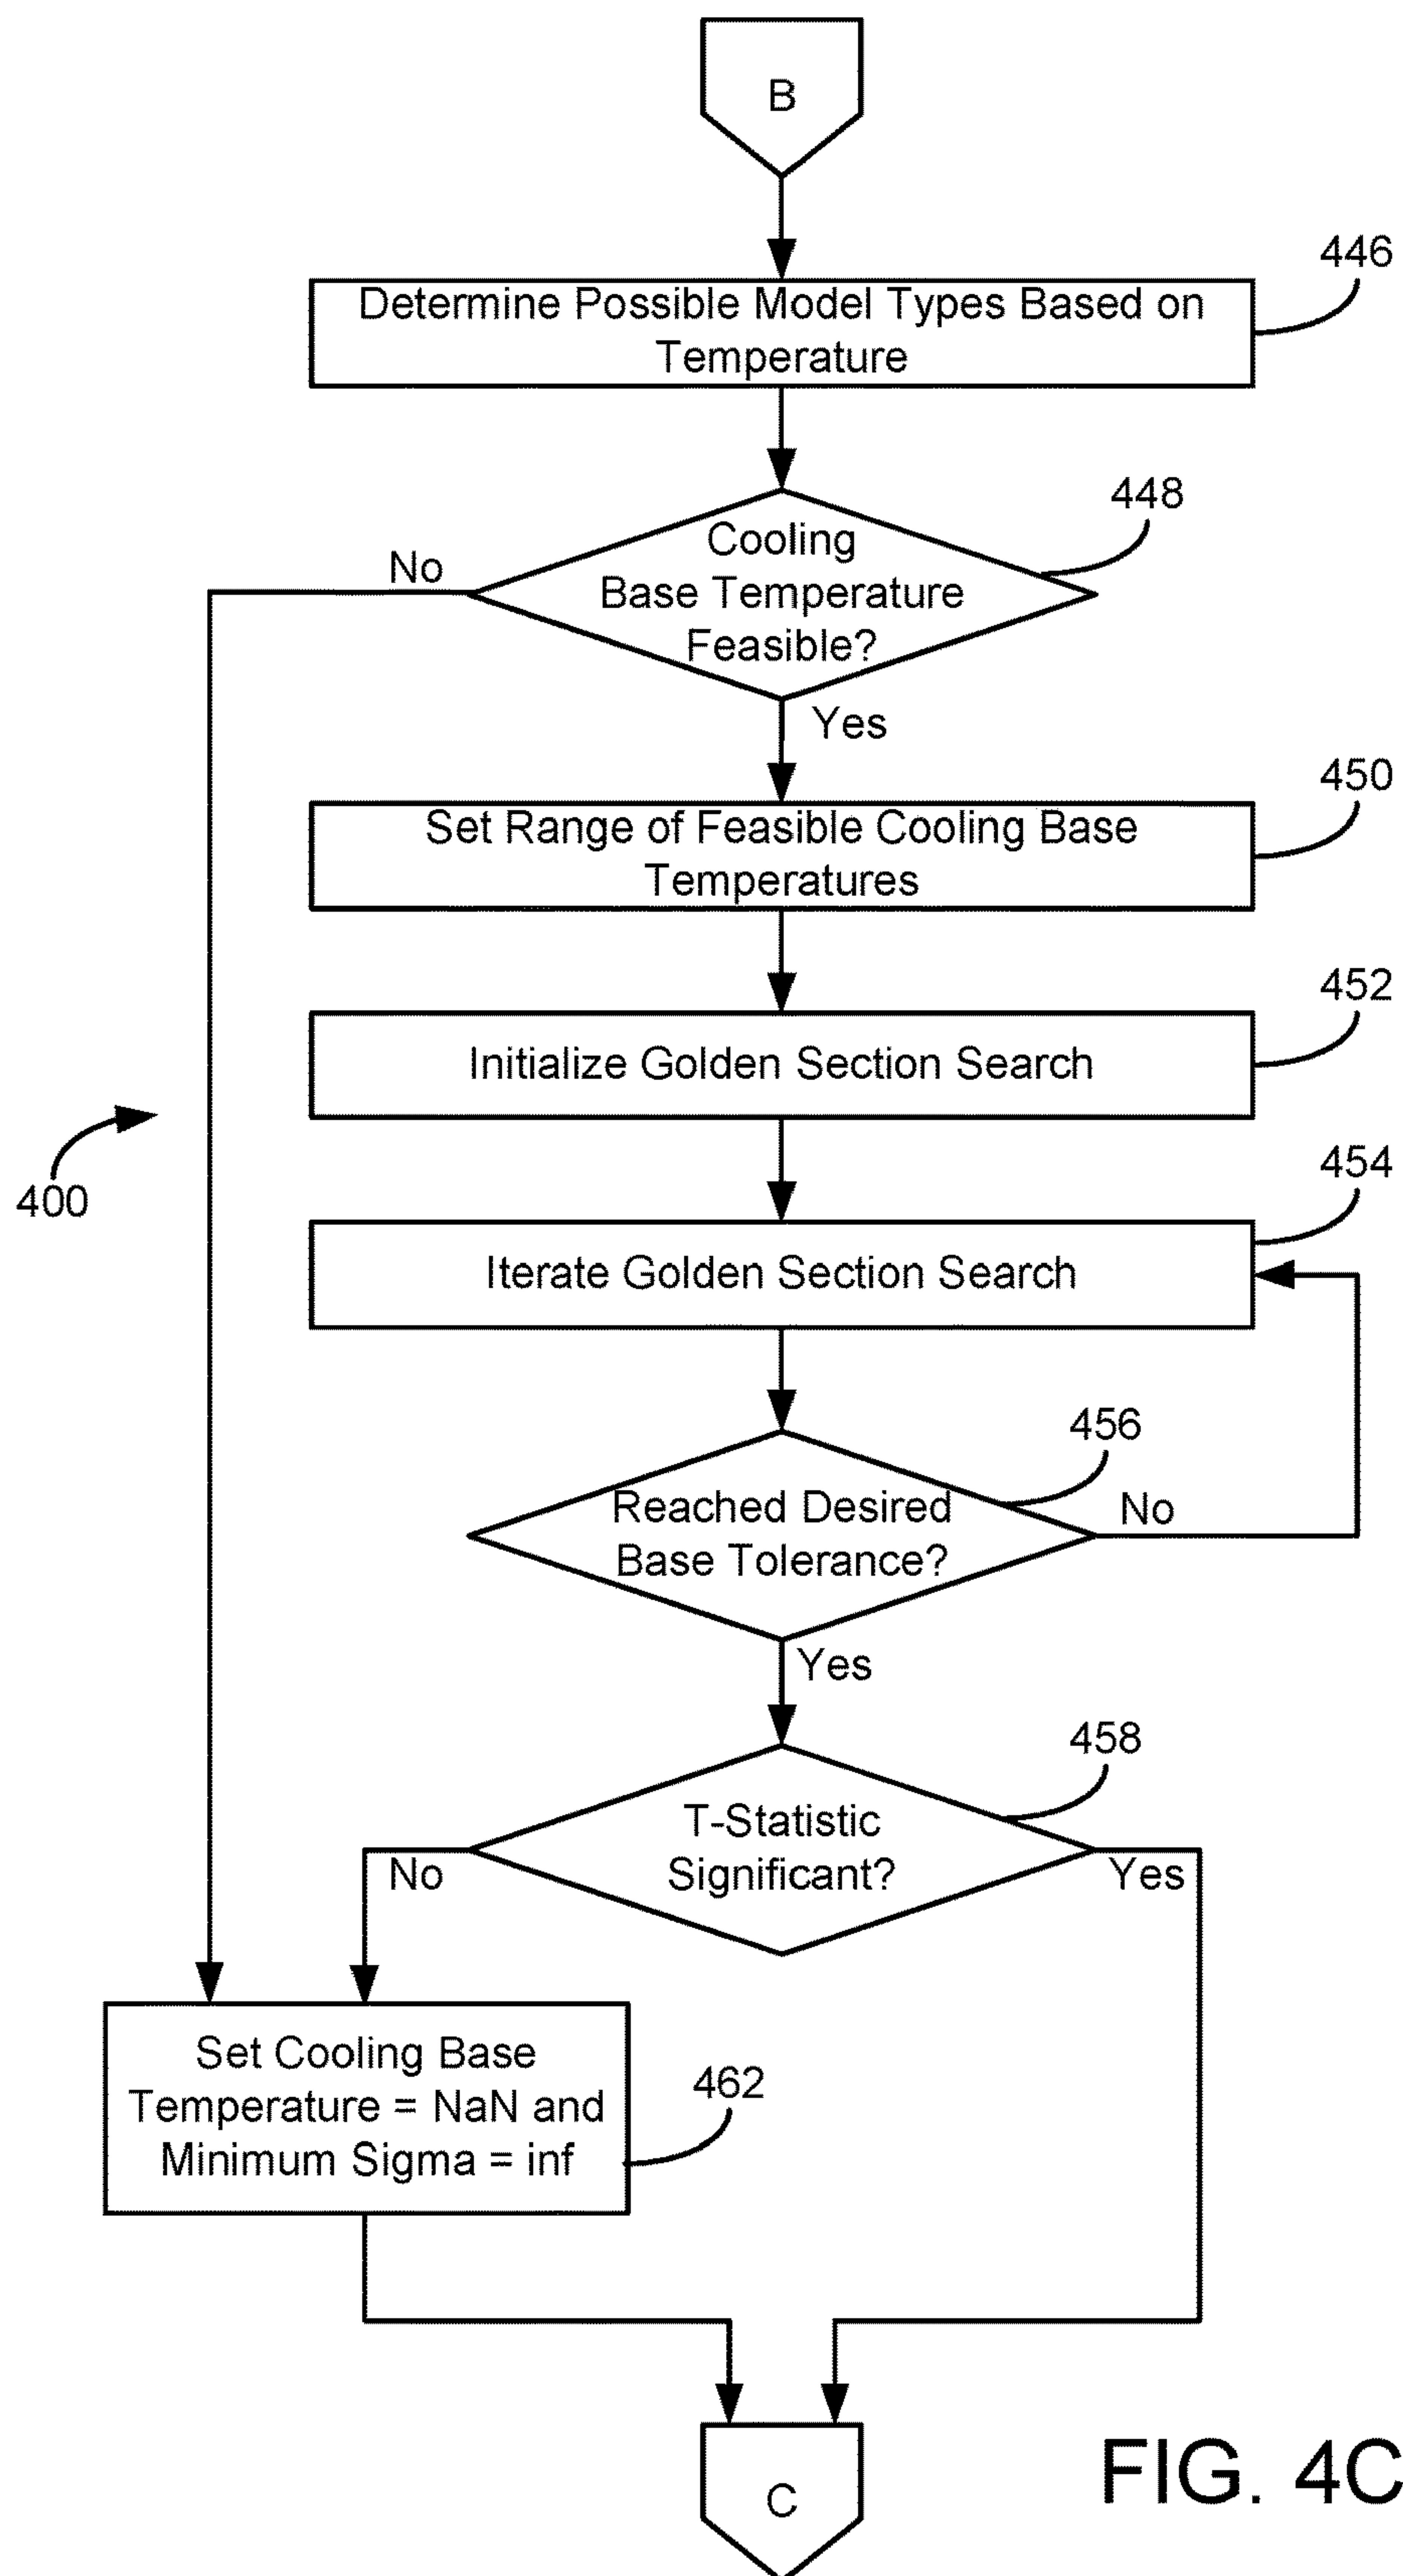 B
446
Determine Possible Model Types Based on
Temperature
448
Cooling
Base Temperature
Feasible?
No
Yes
450
Set Range of Feasible Cooling Base
Temperatures
452
Initialize Golden Section Search
400
454
Iterate Golden Section Search
456
Reached Desired
Base Tolerance?
No
Yes
458
T-Statistic
Significant?
No
Yes
Set Cooling Base
Temperature = NaN and
Minimum Sigma = inf
462
C
FIG. 4C